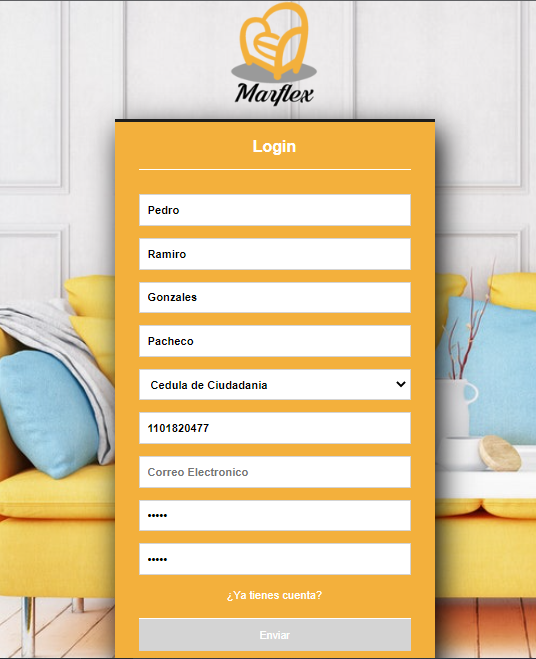 Marflex
Login
Pedro
Ramiro
Gonzales
Pacheco
Cedula de Ciudadania
1101820477
Correo Electronico
•••••
•••••
¿Ya tienes cuenta?
Enviar